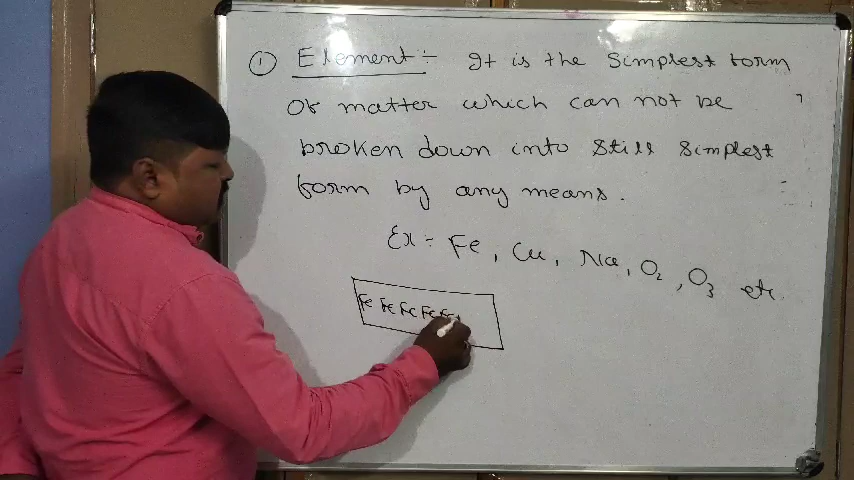 ① Element :- It is the simplest form
of matter which can not be
broken down into still simplest
form by any means.
Ex :- Fe, Cu, Na, O₂, O₃ etc.
Fe Fe Fe Fe Fe